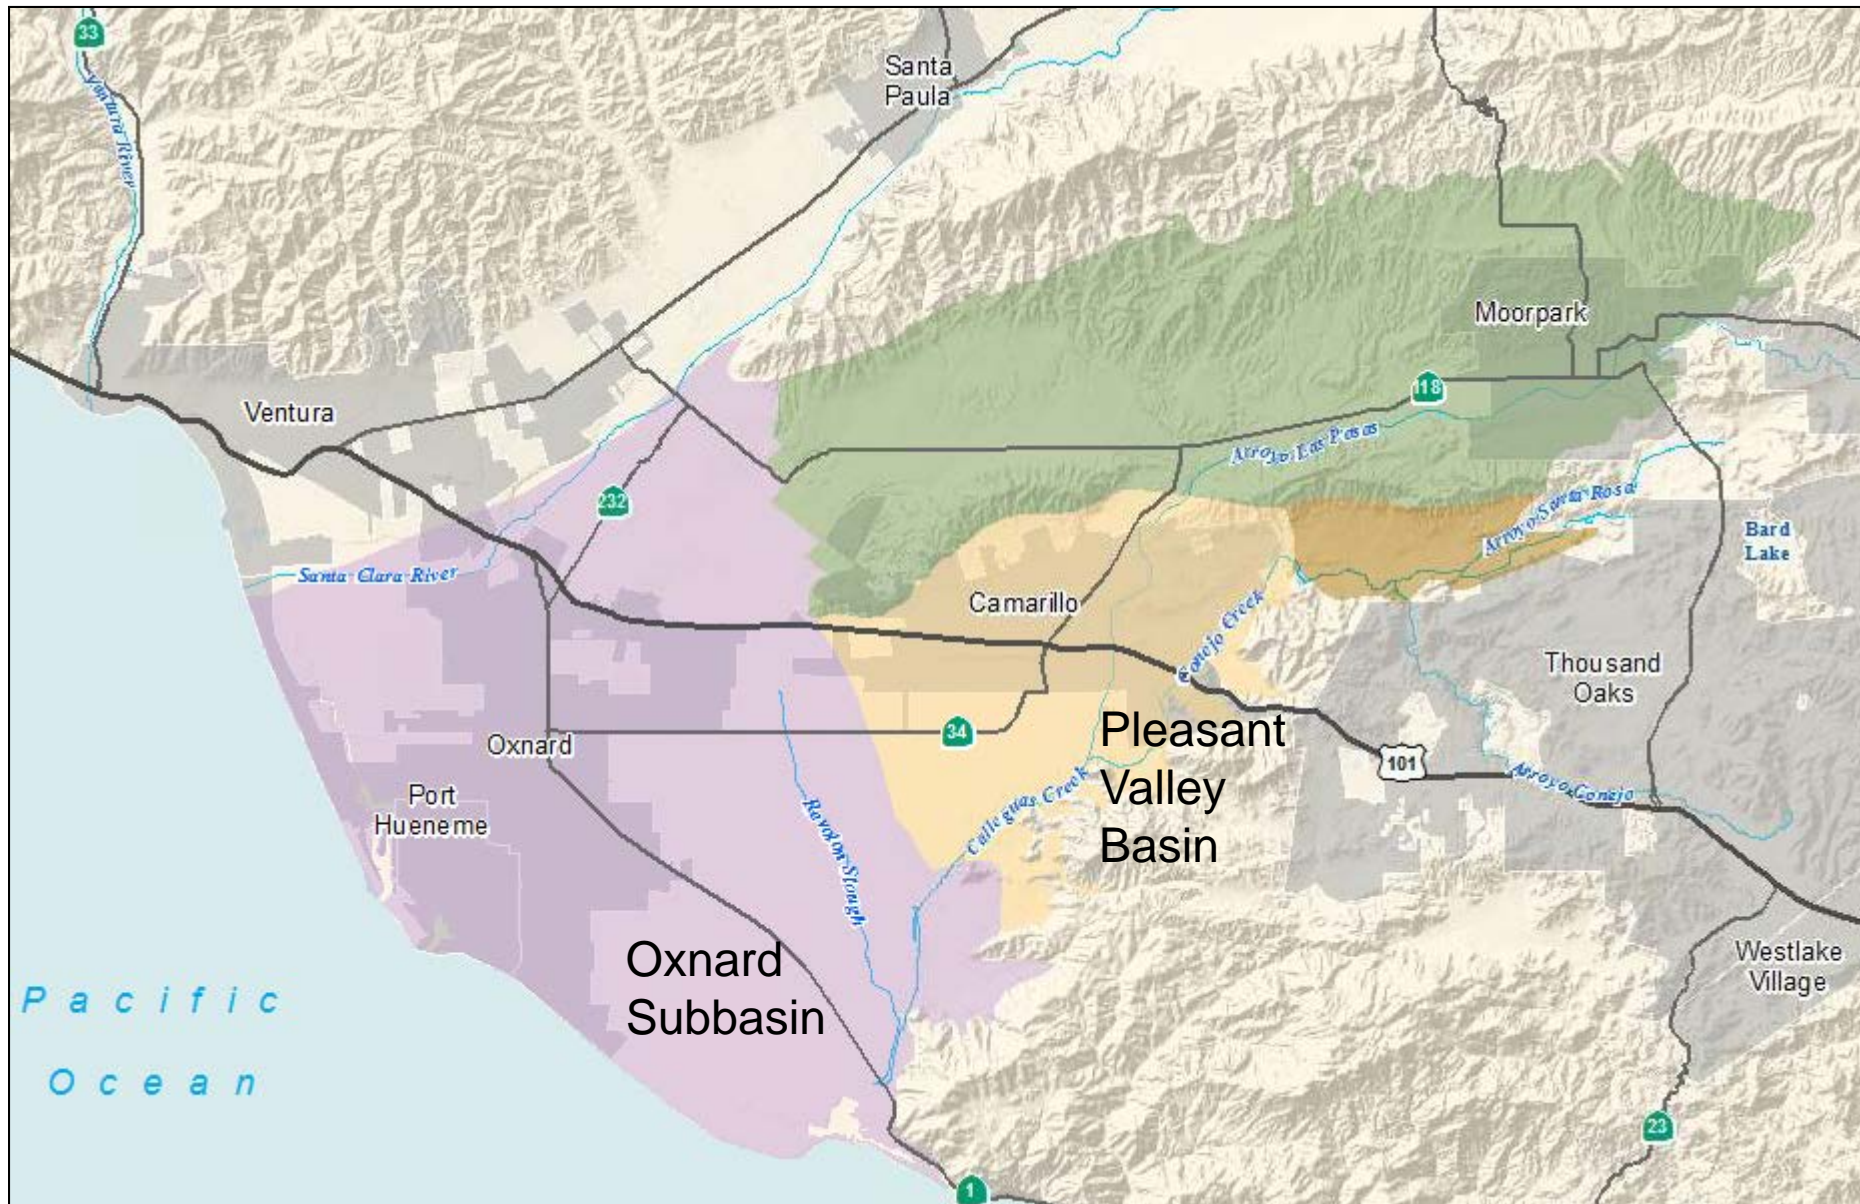 33
Ventura River
Santa
Paula
Moorpark
118
Ventura
Arroyo Las Posas
232
Arroyo Santa Rosa
Bard
Lake
Santa Clara River
Camarillo
Conejo Creek
Thousand
Oaks
Pleasant
Valley
Basin
34
Oxnard
101
Arroyo Conejo
Port
Hueneme
Calleguas Creek
Revolon Slough
Oxnard
Subbasin
Westlake
Village
Pacific
Ocean
23
1